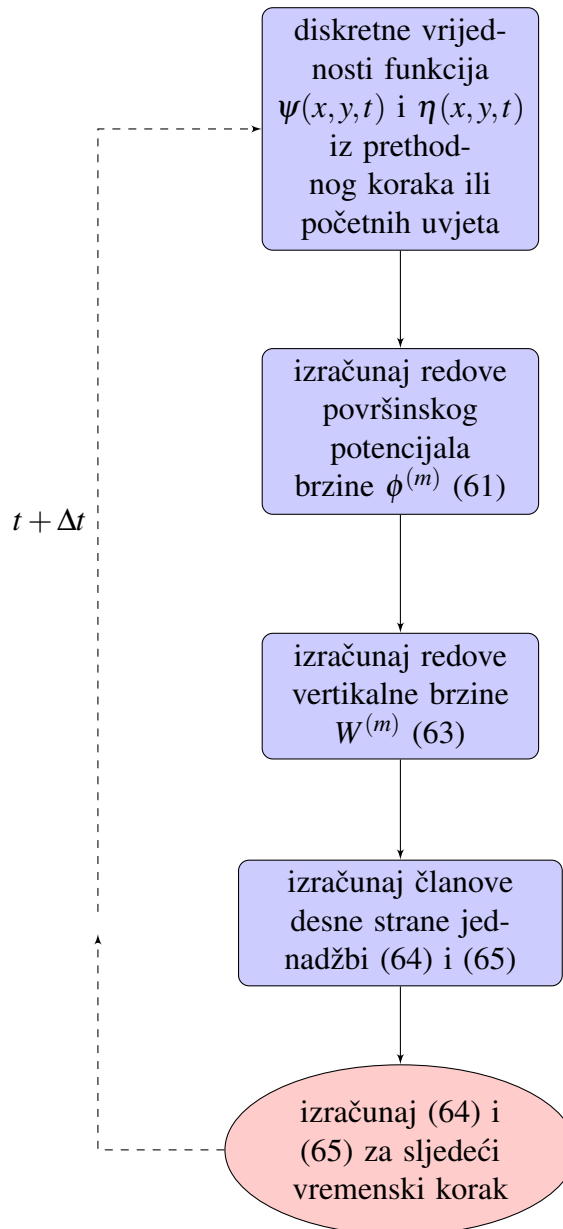 diskretne vrijed-
nosti funkcija
ψ(x,y,t) i η(x,y,t)
iz prethod-
nog koraka ili
početnih uvjeta
izračunaj redove
površinskog
potencijala
brzine ϕ^(m) (61)
t + Δt
izračunaj redove
vertikalne brzine
W^(m) (63)
izračunaj članove
desne strane jed-
nadžbi (64) i (65)
izračunaj (64) i
(65) za sljedeći
vremenski korak